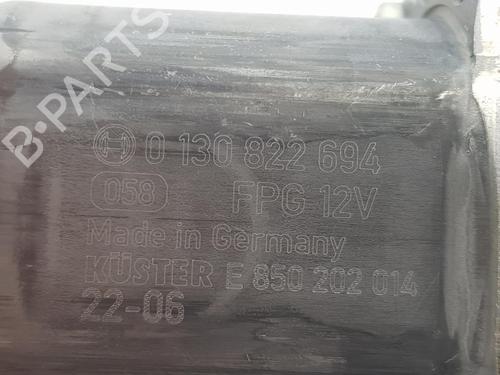 B-PARTS
0 130 822 694
058 FPG 12V
Made in Germany
KÜSTER E 850 202 014
22-06